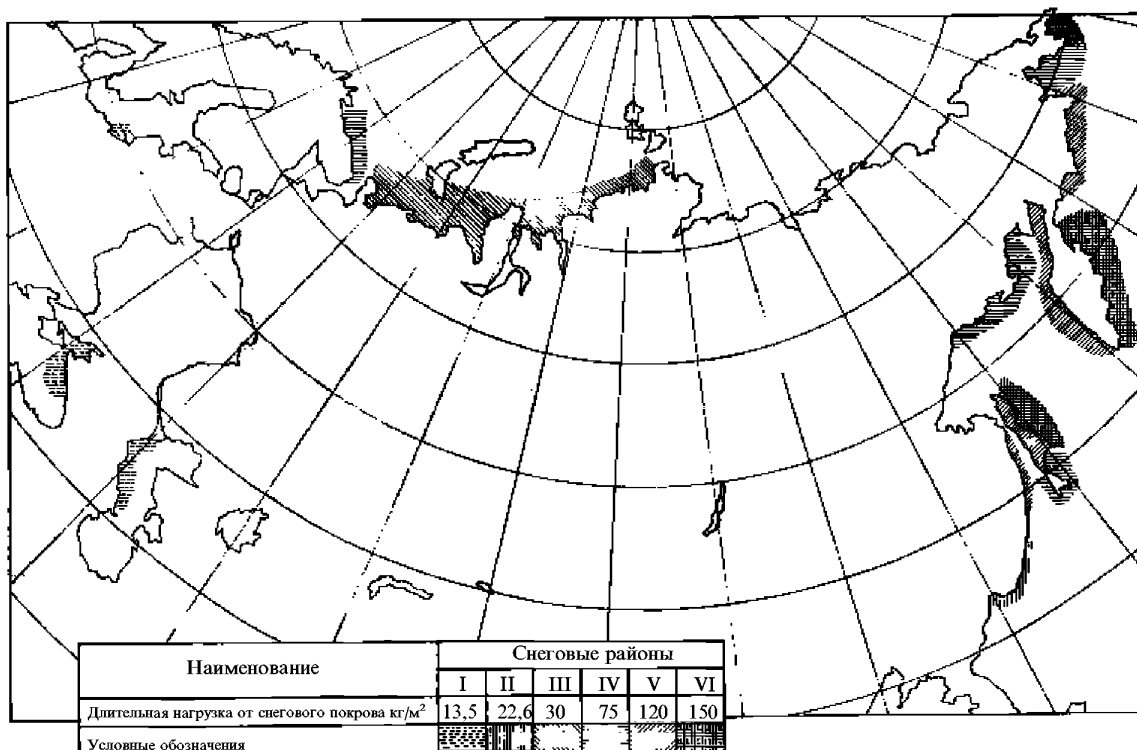 Наименование
Снеговые районы
I II III IV V VI
Длительная нагрузка от снегового покрова кг/м² 13,5 22,6 30 75 120 150
Условные обозначения